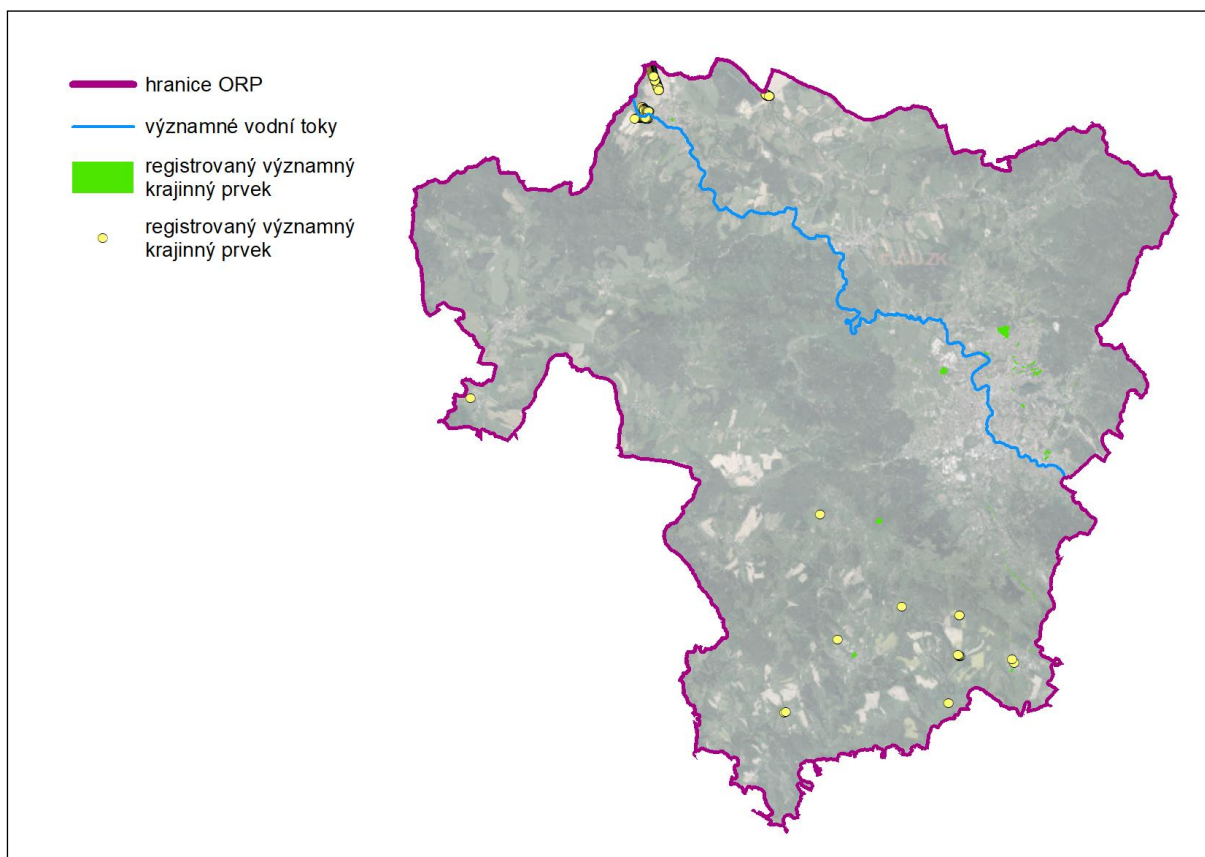 hranice ORP
významné vodní toky
registrovaný významný
krajinný prvek
registrovaný významný
krajinný prvek